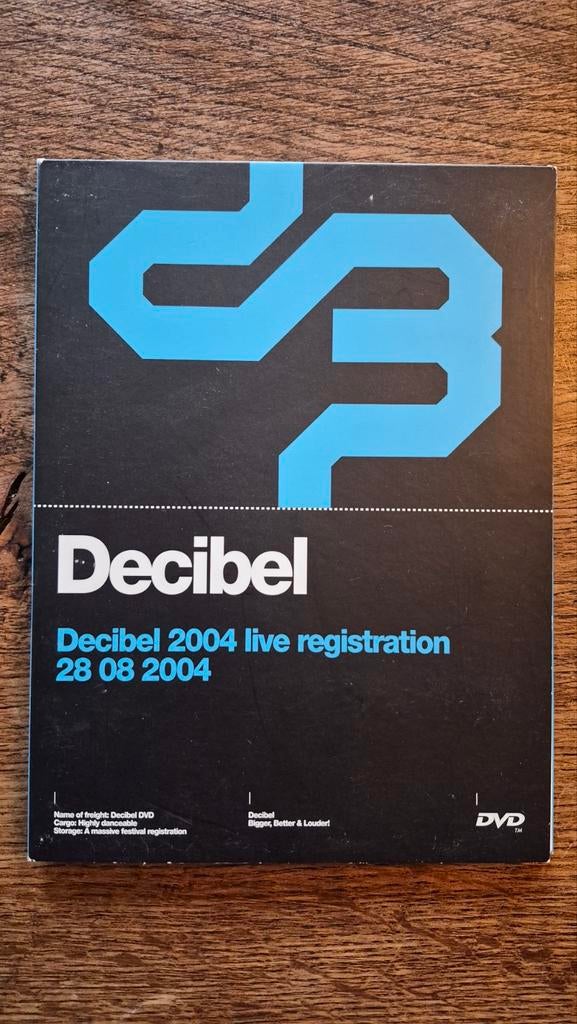 Decibel
Decibel 2004 live registration
28 08 2004
Name of freight: Decibel DVD
Cargo: Highly danceable
Storage: A massive festival registration
Decibel
Bigger, Better & Louder!
DVD
TM